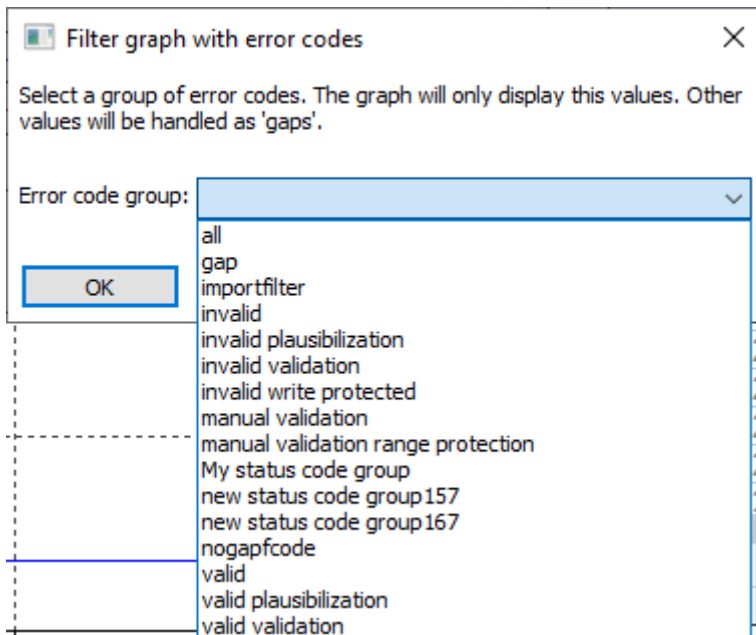 Filter graph with error codes
Select a group of error codes. The graph will only display this values. Other
values will be handled as 'gaps'.
Error code group:
all
gap
importfilter
invalid
invalid plausibilization
invalid validation
invalid write protected
manual validation
manual validation range protection
My status code group
new status code group157
new status code group167
nogapfcode
valid
valid plausibilization
valid validation
OK